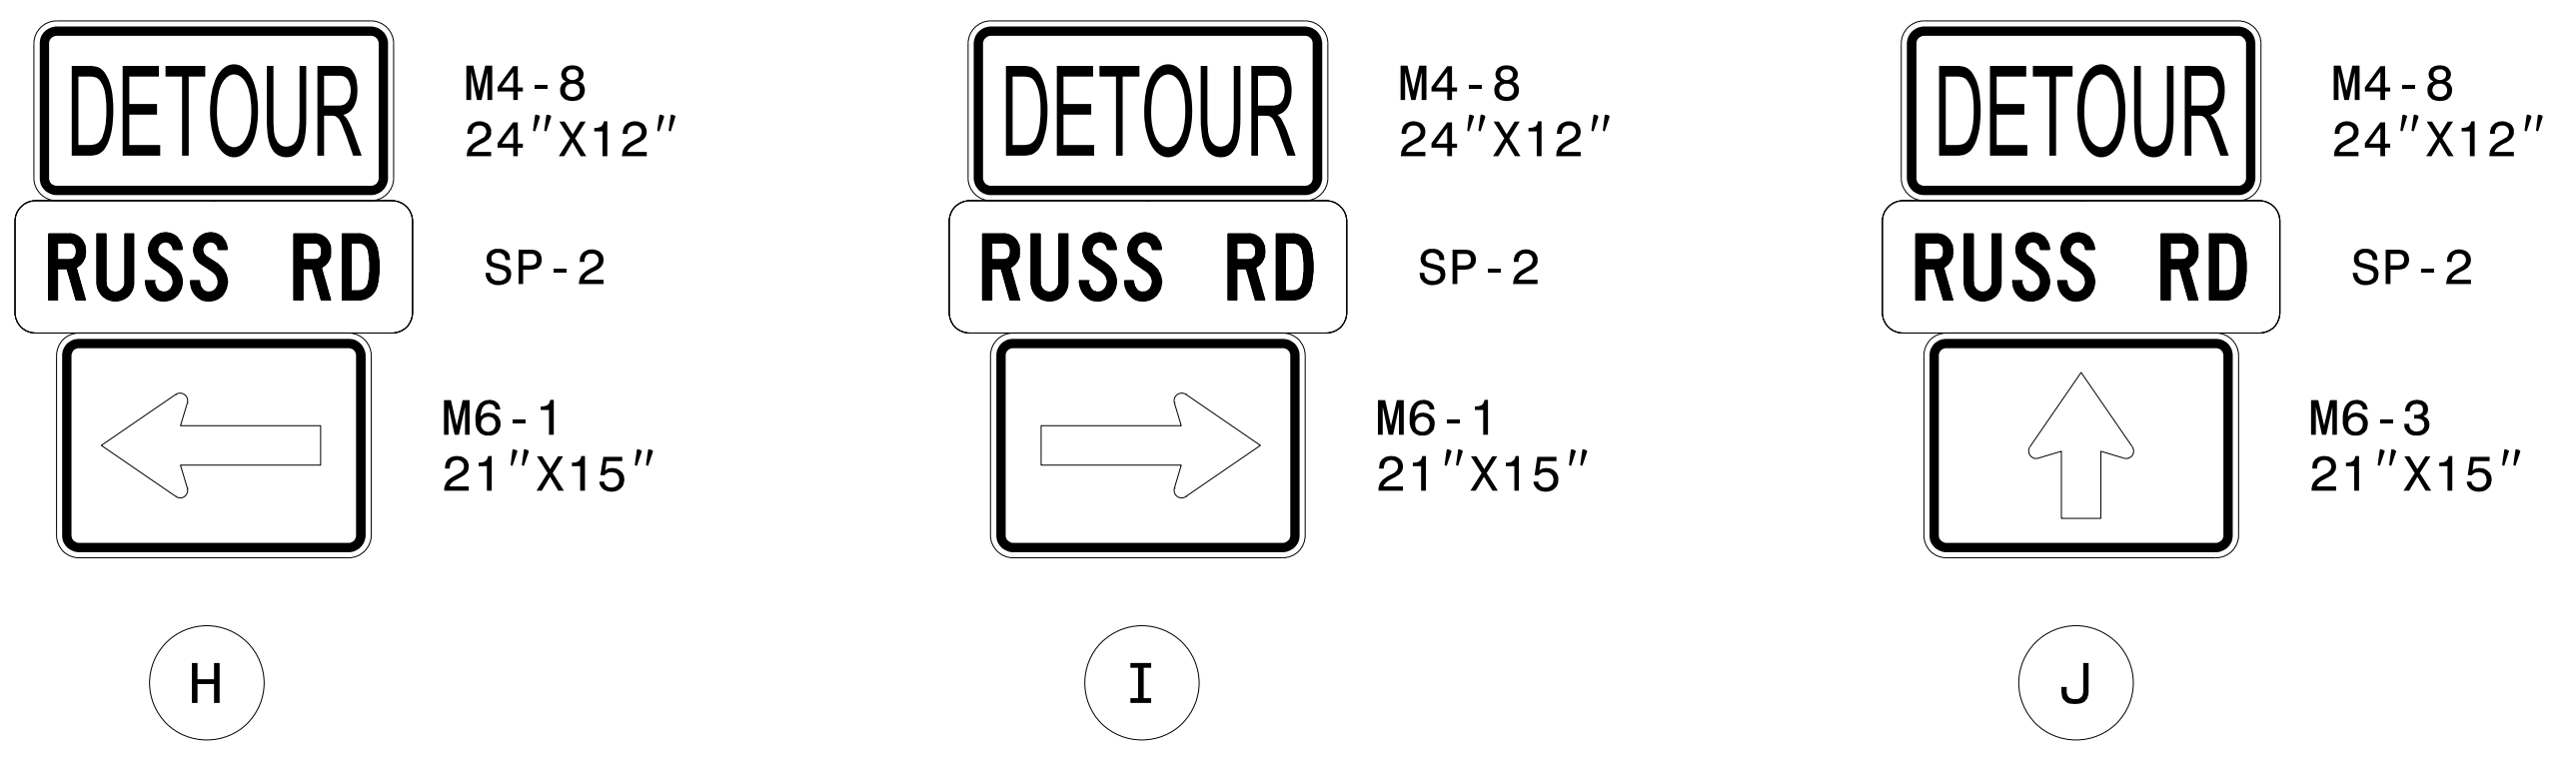 DETOUR
M4-8
24"X12"
RUSS RD
SP-2
M6-1
21"X15"
H
DETOUR
M4-8
24"X12"
RUSS RD
SP-2
M6-1
21"X15"
I
DETOUR
M4-8
24"X12"
RUSS RD
SP-2
M6-3
21"X15"
J